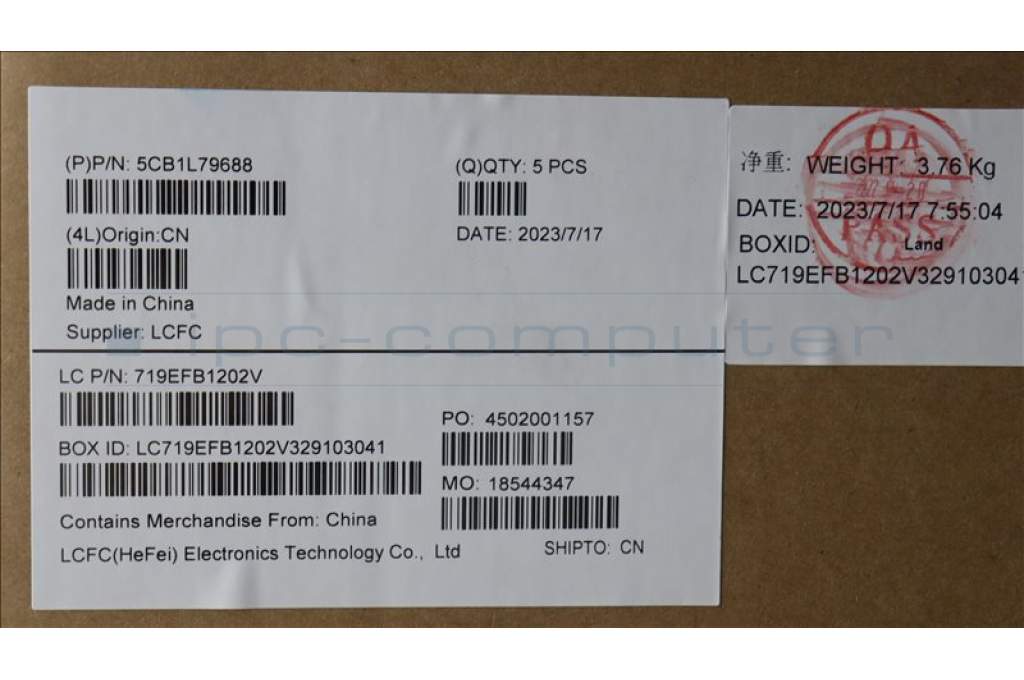 (P)P/N: 5CB1L79688
(Q)QTY: 5 PCS
(4L)Origin:CN
DATE: 2023/7/17
Made in China
Supplier: LCFC
LC P/N: 719EFB1202V
PO: 4502001157
BOX ID: LC719EFB1202V329103041
MO: 18544347
Contains Merchandise From: China
LCFC(HeFei) Electronics Technology Co., Ltd
SHIPTO: CN
净重: WEIGHT: 3.76 Kg
DATE: 2023/7/17 7:55:04
BOXID: Land
LC719EFB1202V329103041
PASS
ipc-computer